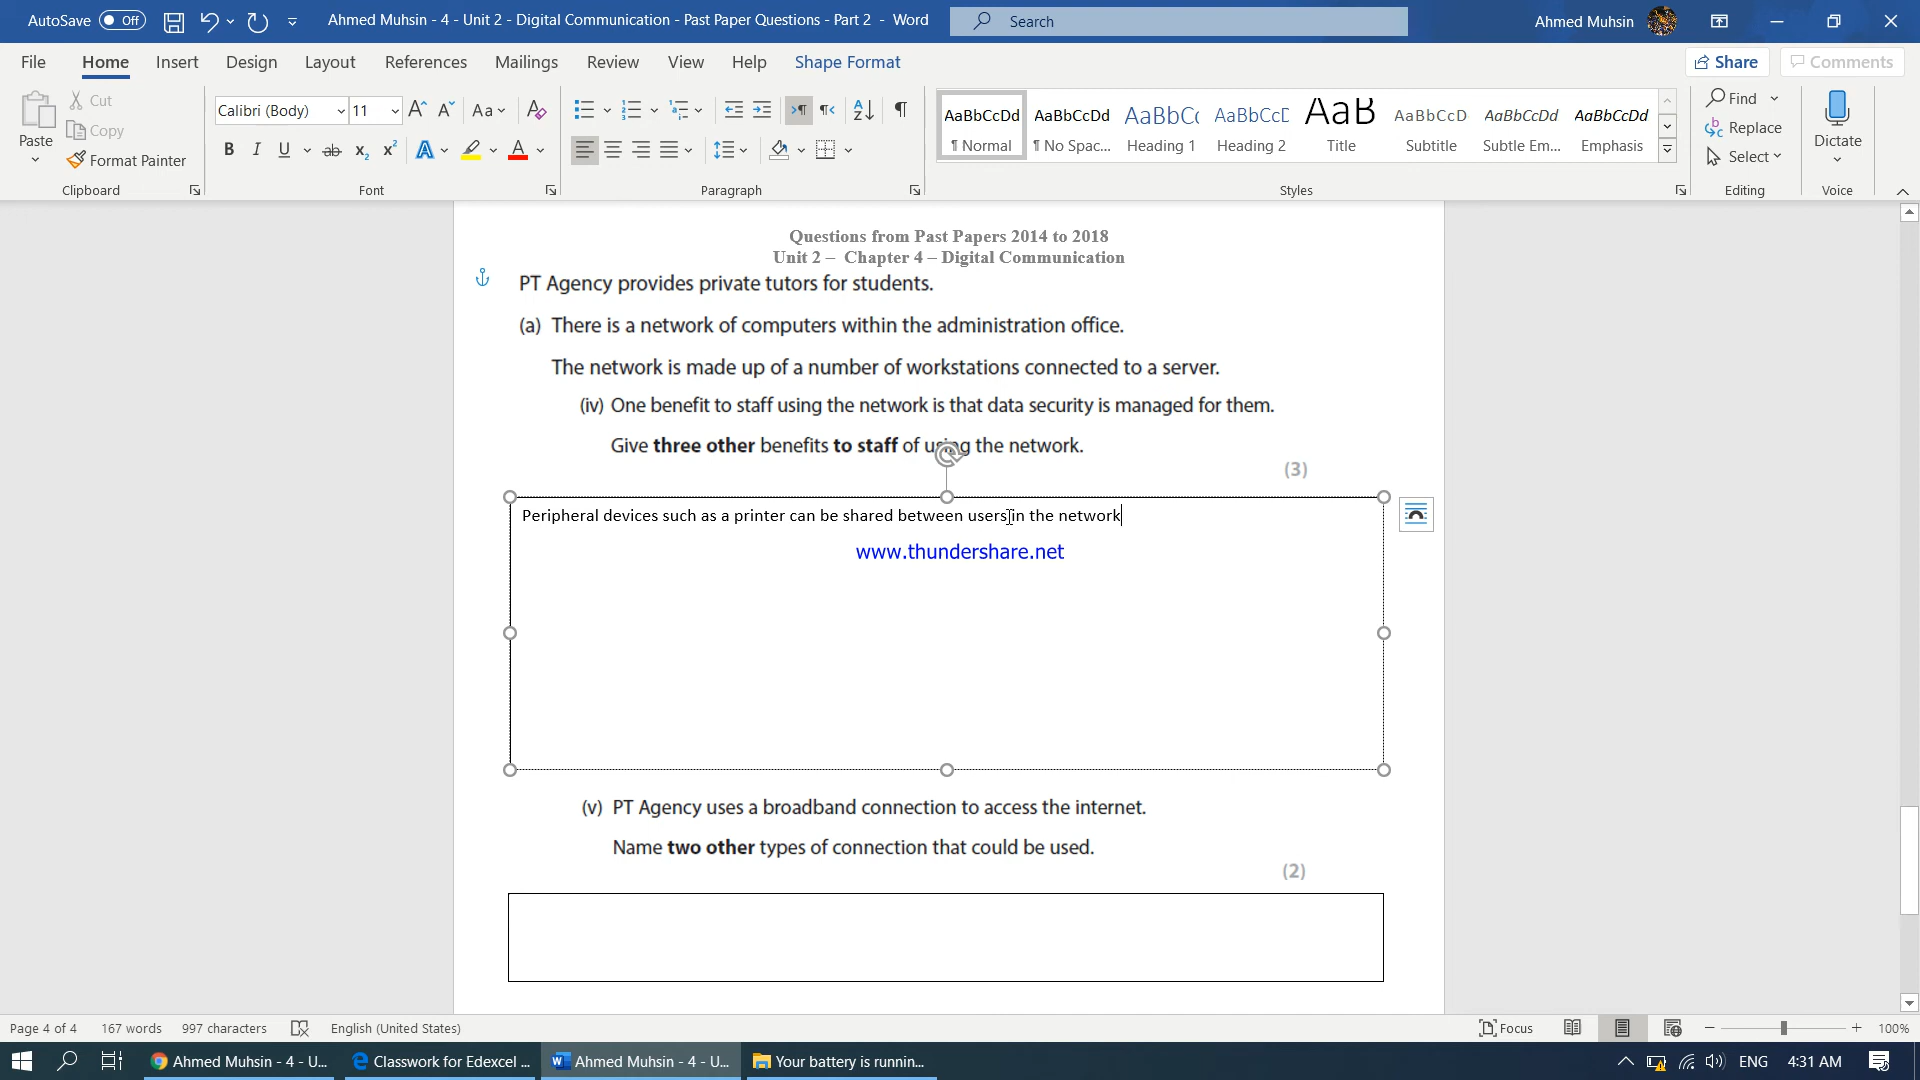 AutoSave Off Ahmed Muhsin - 4 - Unit 2 - Digital Communication - Past Paper Questions - Part 2 - Word Search Ahmed Muhsin
File Home Insert Design Layout References Mailings Review View Help Shape Format Share Comments
Paste Cut Copy Format Painter Clipboard
Calibri (Body) 11 Aa Font
Paragraph
AaBbCcDd ¶ Normal AaBbCcDd ¶ No Spac... AaBbC( Heading 1 AaBbCcE Heading 2 AaB Title AaBbCcD Subtitle AaBbCcDd Subtle Em... AaBbCcDd Emphasis
Styles
Find Replace Select Editing
Dictate Voice
Questions from Past Papers 2014 to 2018
Unit 2 – Chapter 4 – Digital Communication
PT Agency provides private tutors for students.
(a) There is a network of computers within the administration office.
The network is made up of a number of workstations connected to a server.
(iv) One benefit to staff using the network is that data security is managed for them.
Give three other benefits to staff of using the network.
(3)
Peripheral devices such as a printer can be shared between users in the network
www.thundershare.net
(v) PT Agency uses a broadband connection to access the internet.
Name two other types of connection that could be used.
(2)
Page 4 of 4 167 words 997 characters English (United States) Focus 100%
Ahmed Muhsin - 4 - U... Classwork for Edexcel ... Ahmed Muhsin - 4 - U... Your battery is runnin... ENG 4:31 AM